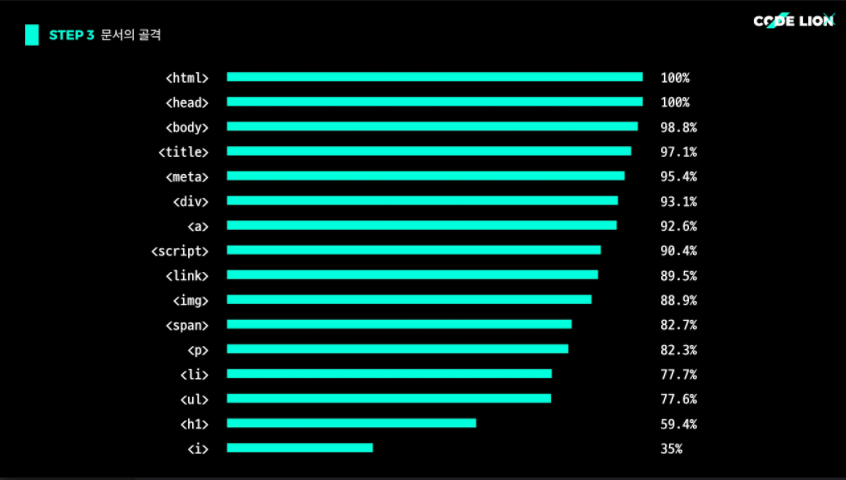 CODE LION
STEP 3 문서의 골격
<html> 100%
<head> 100%
<body> 98.8%
<title> 97.1%
<meta> 95.4%
<div> 93.1%
<a> 92.6%
<script> 90.4%
<link> 89.5%
<img> 88.9%
<span> 82.7%
<p> 82.3%
<li> 77.7%
<ul> 77.6%
<h1> 59.4%
<i> 35%